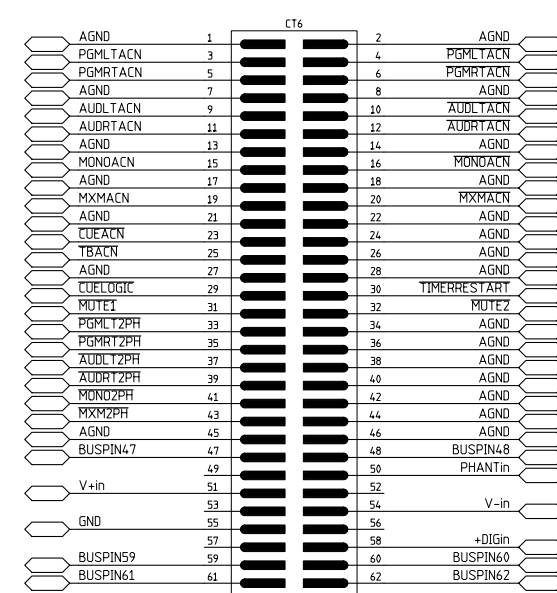 CT6
AGND 1 2 AGND
PGMLTACN 3 4 PGMLTACN
PGMRTACN 5 6 PGMRTACN
AGND 7 8 AGND
AUDLTACN 9 10 AUDLTACN
AUDRTACN 11 12 AUDRTACN
AGND 13 14 AGND
MONOACN 15 16 MONOACN
AGND 17 18 AGND
MXMACN 19 20 MXMACN
AGND 21 22 AGND
CUEACN 23 24 AGND
TBACN 25 26 AGND
AGND 27 28 AGND
CUELOGIC 29 30 TIMERRESTART
MUTE1 31 32 MUTE2
PGMLT2PH 33 34 AGND
PGMRT2PH 35 36 AGND
AUDLT2PH 37 38 AGND
AUDRT2PH 39 40 AGND
MONO2PH 41 42 AGND
MXM2PH 43 44 AGND
AGND 45 46 AGND
BUSPIN47 47 48 BUSPIN48
49 50 PHANTin
V+in 51 52
53 54 V-in
GND 55 56
57 58 +DIGin
BUSPIN59 59 60 BUSPIN60
BUSPIN61 61 62 BUSPIN62